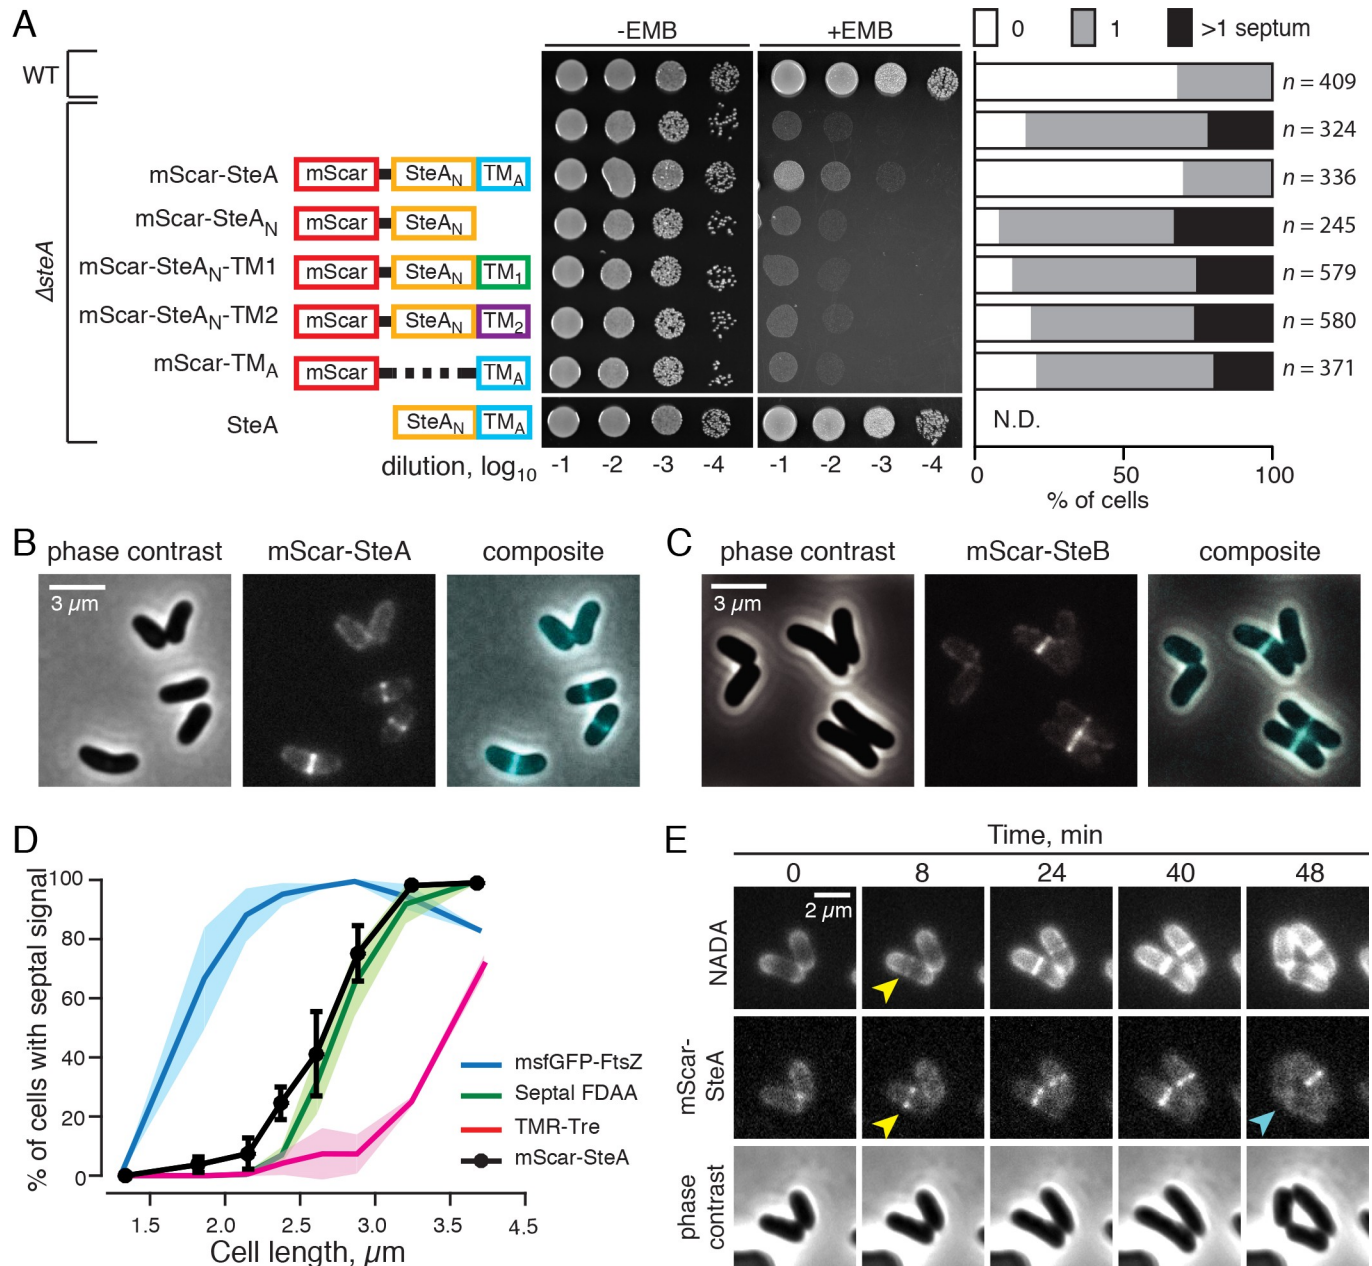 A
-EMB +EMB 0 1 >1 septum
WT n = 409
ΔsteA
n = 324
mScar-SteA mScar SteAN TMA n = 336
mScar-SteAN mScar SteAN n = 245
mScar-SteAN-TM1 mScar SteAN TM1 n = 579
mScar-SteAN-TM2 mScar SteAN TM2 n = 580
mScar-TMA mScar TMA n = 371
SteA SteAN TMA N.D.
dilution, log10 -1 -2 -3 -4 -1 -2 -3 -4 0 50 100
% of cells
B
phase contrast mScar-SteA composite
3 µm
C
phase contrast mScar-SteB composite
3 µm
D
% of cells with septal signal
100
80
60
40
20
0
msfGFP-FtsZ
Septal FDAA
TMR-Tre
mScar-SteA
1.5 2.0 2.5 3.0 3.5 4.5
Cell length, µm
E
Time, min
0 8 24 40 48
2 µm
NADA
mScar-
SteA
phase
contrast